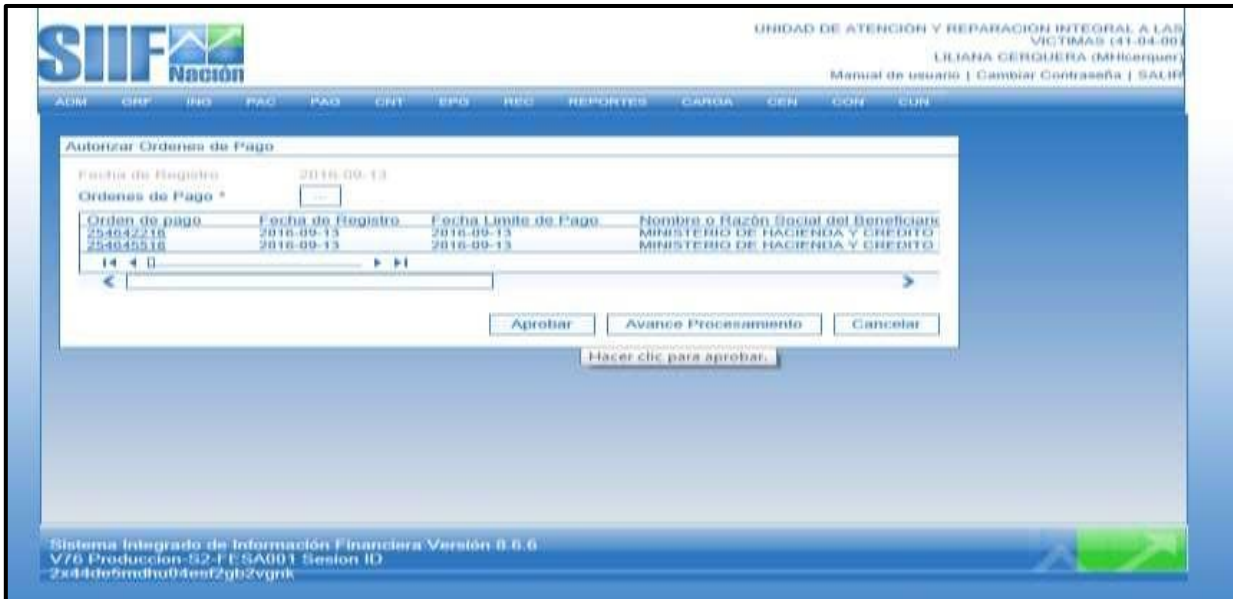 SIIF
Nación
UNIDAD DE ATENCIÓN Y REPARACION INTEGRAL A LAS
VICTIMAS (41-04-00)
LILIANA CERQUERA (MHlcerquer)
Manual de usuario | Cambiar Contraseña | SALIR
ADM ORF ING PAC PAG CNT EPG REC REPORTES CARGA CEN CON CUN
Autorizar Ordenes de Pago
Fecha de Registro 2016-09-13
Ordenes de Pago * ...
Orden de pago Fecha de Registro Fecha Limite de Pago Nombre o Razón Social del Beneficiario
254642216 2016-09-13 2016-09-13 MINISTERIO DE HACIENDA Y CREDITO
254645516 2016-09-13 2016-09-13 MINISTERIO DE HACIENDA Y CREDITO
Aprobar Avance Procesamiento Cancelar
Hacer clic para aprobar.
Sistema Integrado de Información Financiera Versión 8.6.6
V76 Produccion-S2-FESA001 Sesion ID